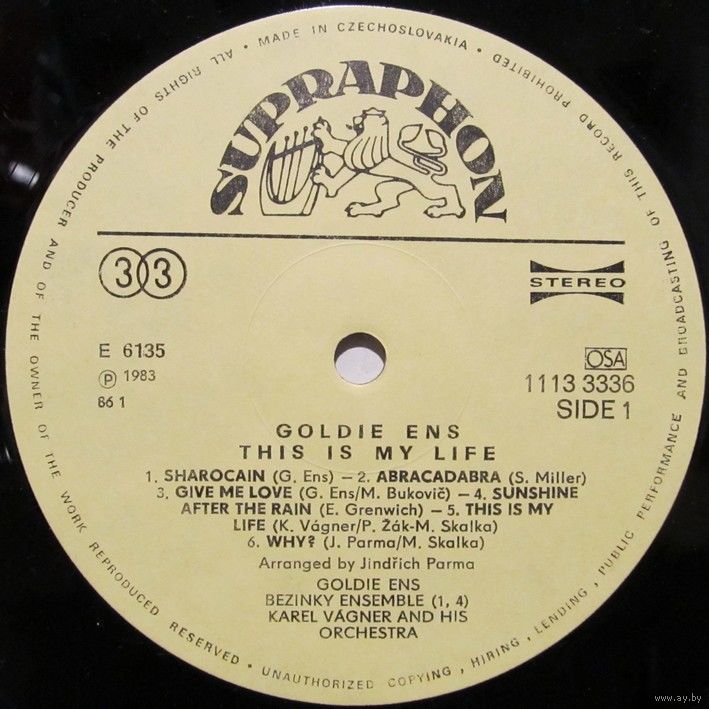 • MADE IN CZECHOSLOVAKIA •
ALL RIGHTS OF THE PRODUCER AND OF THE OWNER OF THE WORK REPRODUCED RESERVED • UNAUTHORIZED COPYING, HIRING, LENDING, PUBLIC PERFORMANCE AND BROADCASTING OF THIS RECORD PROHIBITED
SUPRAPHON
33
STEREO
E 6135
℗ 1983
86 1
OSA
1113 3336
SIDE 1
GOLDIE ENS
THIS IS MY LIFE
1. SHAROCAIN (G. Ens) – 2. ABRACADABRA (S. Miller)
3. GIVE ME LOVE (G. Ens/M. Bukovič) – 4. SUNSHINE
AFTER THE RAIN (E. Grenwich) – 5. THIS IS MY
LIFE (K. Vágner/P. Žák-M. Skalka)
6. WHY? (J. Parma/M. Skalka)
Arranged by Jindřich Parma
GOLDIE ENS
BEZINKY ENSEMBLE (1, 4)
KAREL VÁGNER AND HIS
ORCHESTRA
www.ay.by